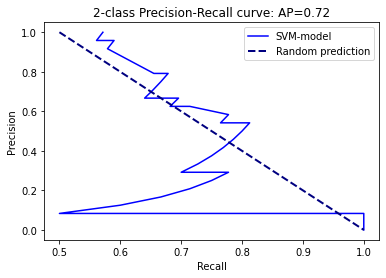 2-class Precision-Recall curve: AP=0.72
SVM-model
Random prediction
Precision
1.0
0.8
0.6
0.4
0.2
0.0
0.5 0.6 0.7 0.8 0.9 1.0
Recall